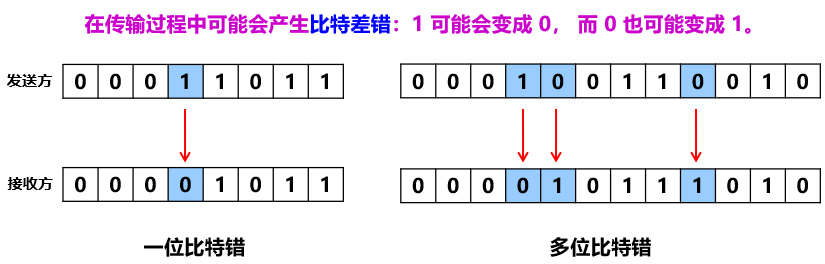 在传输过程中可能会产生比特差错：1 可能会变成 0， 而 0 也可能变成 1。
发送方 0 0 0 1 1 0 1 1 0 0 0 1 0 0 1 1 0 0 1 0
接收方 0 0 0 0 1 0 1 1 0 0 0 0 1 0 1 1 1 0 1 0
一位比特错 多位比特错